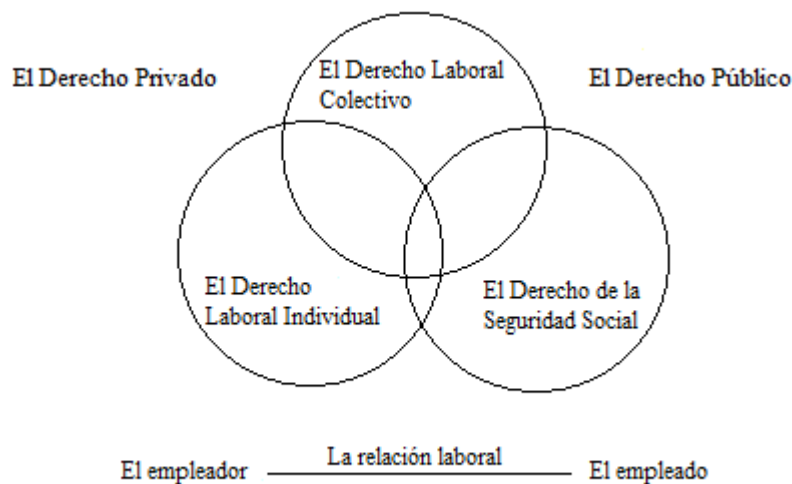 El Derecho Privado
El Derecho Laboral
Colectivo
El Derecho Público
El Derecho
Laboral Individual
El Derecho de la
Seguridad Social
La relación laboral
El empleador
El empleado